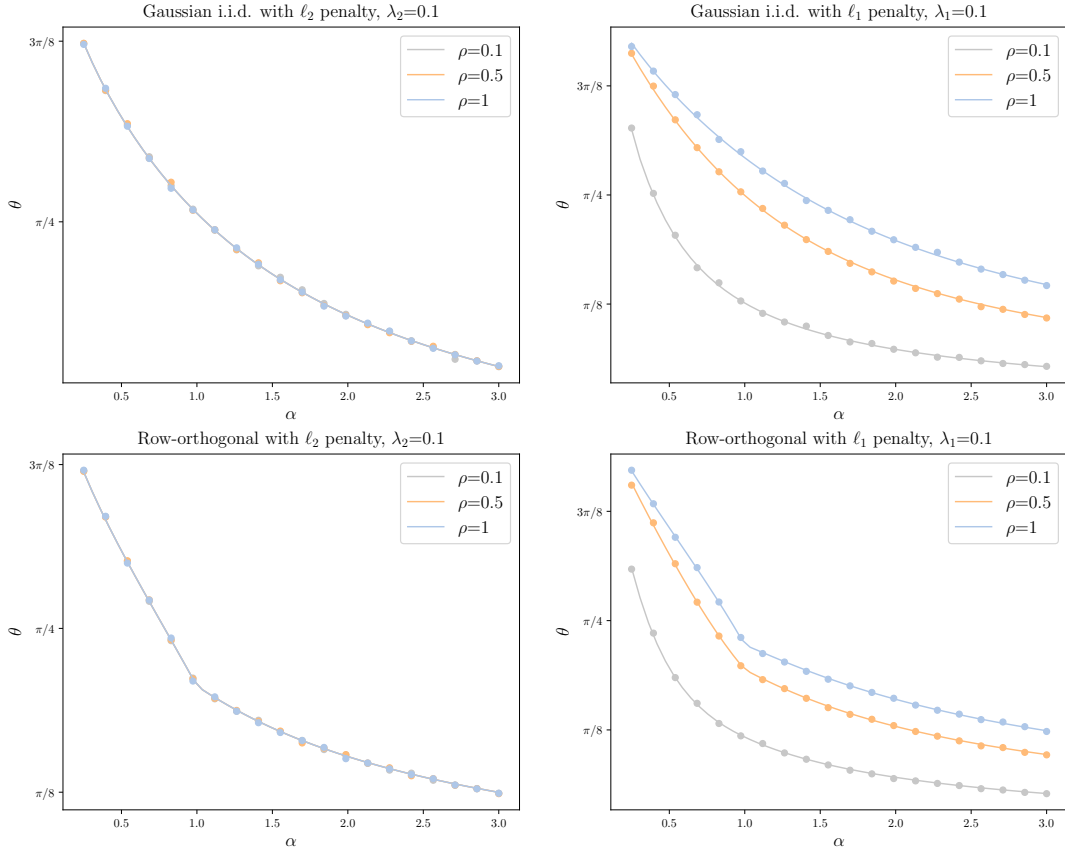 Gaussian i.i.d. with ℓ₂ penalty, λ₂=0.1
3π/8
π/4
θ
0.5 1.0 1.5 2.0 2.5 3.0
α
ρ=0.1
ρ=0.5
ρ=1
Gaussian i.i.d. with ℓ₁ penalty, λ₁=0.1
3π/8
π/4
π/8
θ
0.5 1.0 1.5 2.0 2.5 3.0
α
ρ=0.1
ρ=0.5
ρ=1
Row-orthogonal with ℓ₂ penalty, λ₂=0.1
3π/8
π/4
π/8
θ
0.5 1.0 1.5 2.0 2.5 3.0
α
ρ=0.1
ρ=0.5
ρ=1
Row-orthogonal with ℓ₁ penalty, λ₁=0.1
3π/8
π/4
π/8
θ
0.5 1.0 1.5 2.0 2.5 3.0
α
ρ=0.1
ρ=0.5
ρ=1